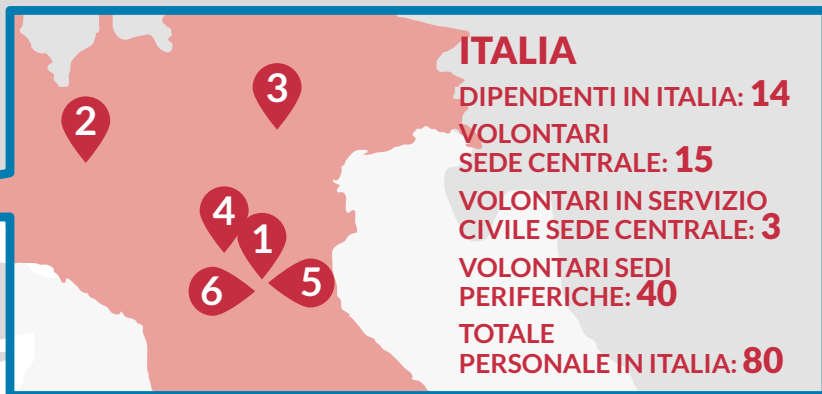 ITALIA
DIPENDENTI IN ITALIA: 14
VOLONTARI
SEDE CENTRALE: 15
VOLONTARI IN SERVIZIO
CIVILE SEDE CENTRALE: 3
VOLONTARI SEDI
PERIFERICHE: 40
TOTALE
PERSONALE IN ITALIA: 80
2
3
4
1
6
5